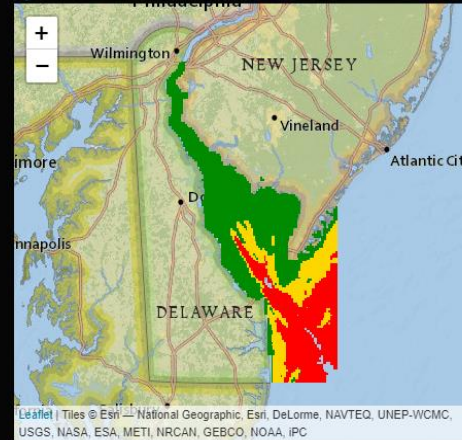 Philadelphia
+
Wilmington
−
NEW JERSEY
Vineland
imore
Atlantic Cit
Do
nnapolis
DELAWARE
Leaflet | Tiles © Esri — National Geographic, Esri, DeLorme, NAVTEQ, UNEP-WCMC,
USGS, NASA, ESA, METI, NRCAN, GEBCO, NOAA, iPC